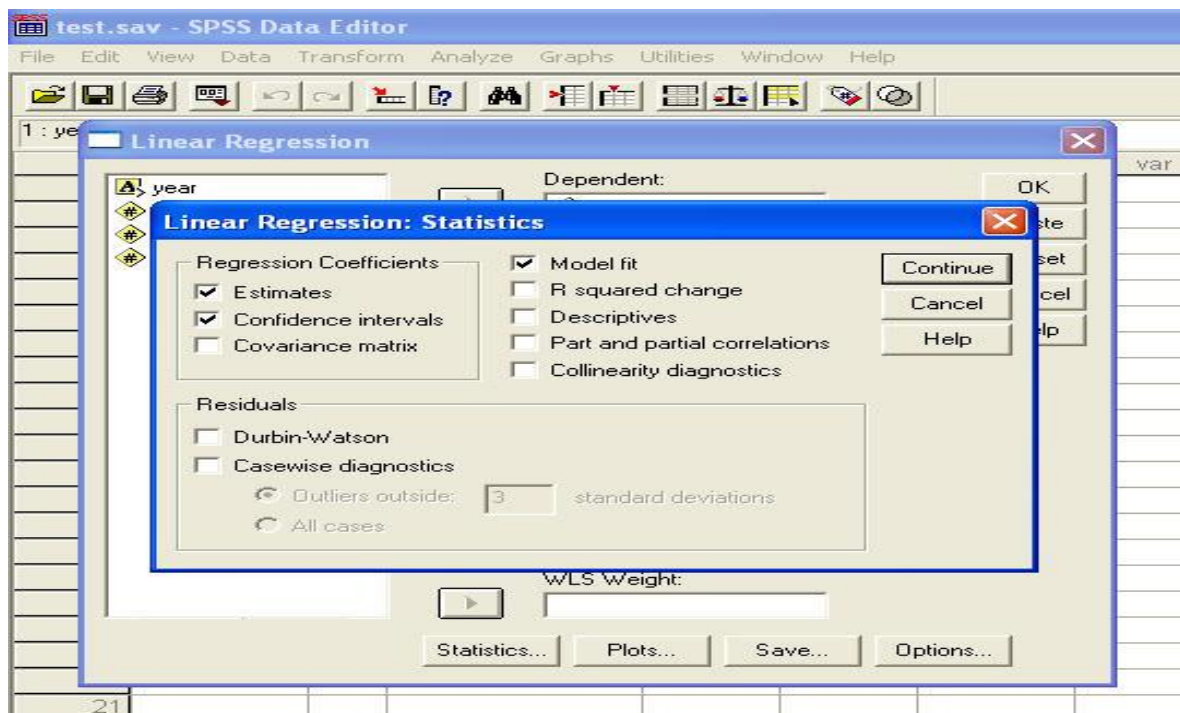 test.sav - SPSS Data Editor
File Edit View Data Transform Analyze Graphs Utilities Window Help
1 : ye
Linear Regression
var
year
Dependent:
OK
ste
set
cel
lp
Linear Regression: Statistics
Regression Coefficients
Estimates
Confidence intervals
Covariance matrix
Model fit
R squared change
Descriptives
Part and partial correlations
Collinearity diagnostics
Continue
Cancel
Help
Residuals
Durbin-Watson
Casewise diagnostics
Outliers outside: 3 standard deviations
All cases
WLS Weight:
Statistics... Plots... Save... Options...
21